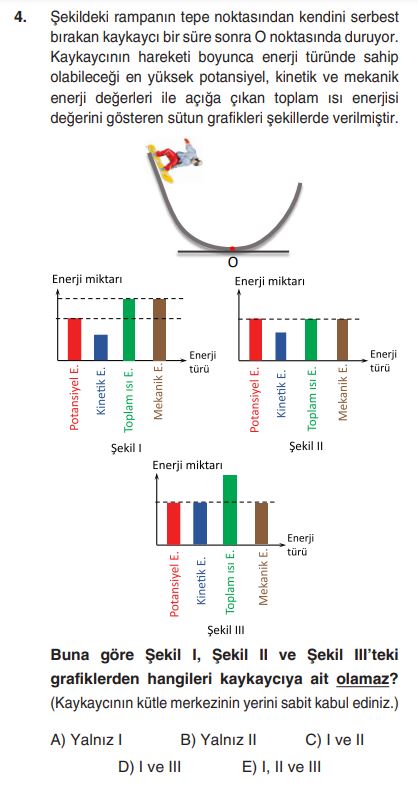 4. Şekildeki rampanın tepe noktasından kendini serbest
bırakan kaykaycı bir süre sonra O noktasında duruyor.
Kaykaycının hareketi boyunca enerji türünde sahip
olabileceği en yüksek potansiyel, kinetik ve mekanik
enerji değerleri ile açığa çıkan toplam ısı enerjisi
değerini gösteren sütun grafikleri şekillerde verilmiştir.
O
Enerji miktarı
Potansiyel E.
Kinetik E.
Toplam ısı E.
Mekanik E.
Enerji
türü
Şekil I
Enerji miktarı
Potansiyel E.
Kinetik E.
Toplam ısı E.
Mekanik E.
Enerji
türü
Şekil II
Enerji miktarı
Potansiyel E.
Kinetik E.
Toplam ısı E.
Mekanik E.
Enerji
türü
Şekil III
Buna göre Şekil I, Şekil II ve Şekil III’teki
grafiklerden hangileri kaykaycıya ait olamaz?
(Kaykaycının kütle merkezinin yerini sabit kabul ediniz.)
A) Yalnız I B) Yalnız II C) I ve II
D) I ve III E) I, II ve III